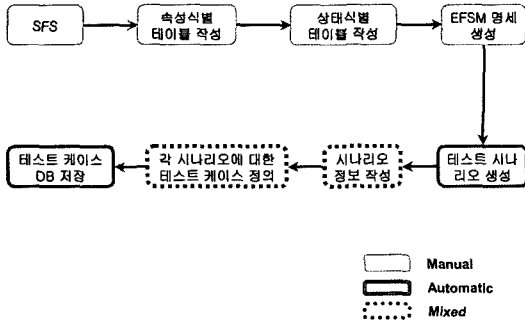 SFS
속성식별
테이블 작성
상태식별
테이블 작성
EFSM 명세
생성
테스트 케이스
DB 저장
각 시나리오에 대한
테스트 케이스 정의
시나리오
정보 작성
테스트 시나
리오 생성
Manual
Automatic
Mixed